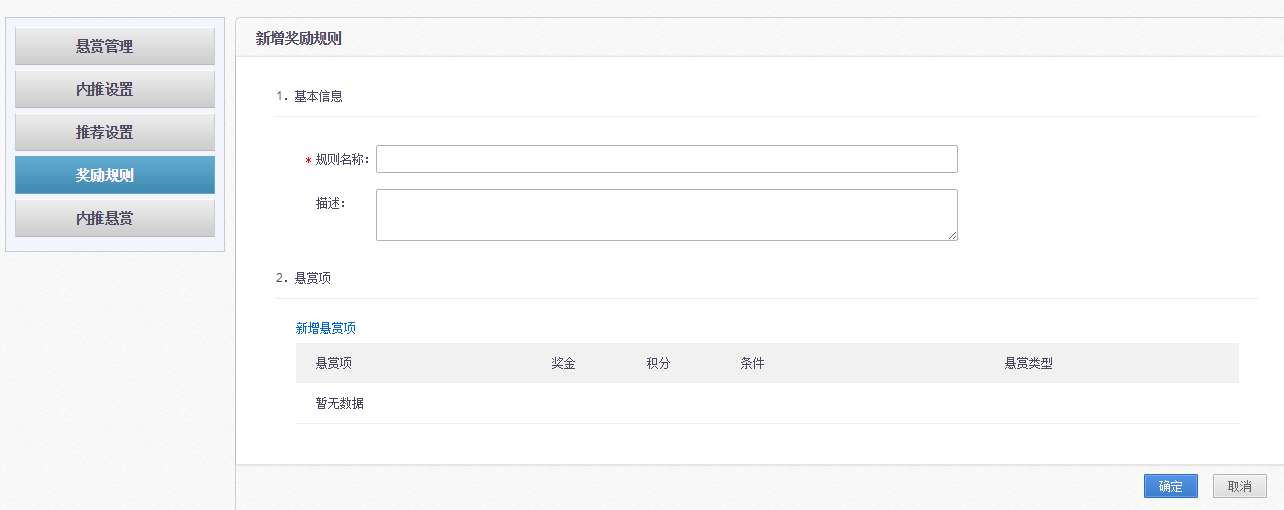 悬赏管理
内推设置
推荐设置
奖励规则
内推悬赏
新增奖励规则
1. 基本信息
* 规则名称:
描述:
2. 悬赏项
新增悬赏项
悬赏项 奖金 积分 条件 悬赏类型
暂无数据
确定 取消